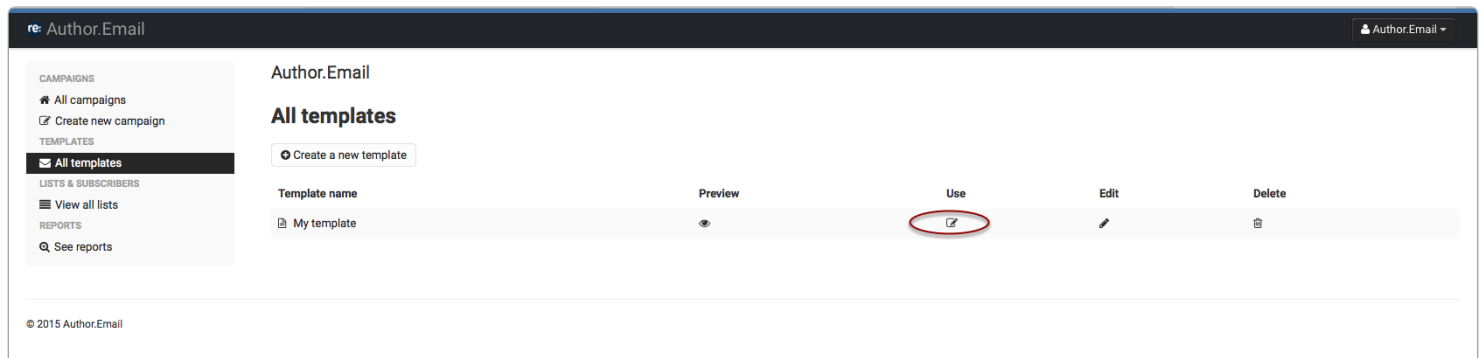 re: Author.Email
Author.Email
CAMPAIGNS
All campaigns
Create new campaign
TEMPLATES
All templates
LISTS & SUBSCRIBERS
View all lists
REPORTS
See reports
Author.Email
All templates
Create a new template
Template name Preview Use Edit Delete
My template
© 2015 Author.Email